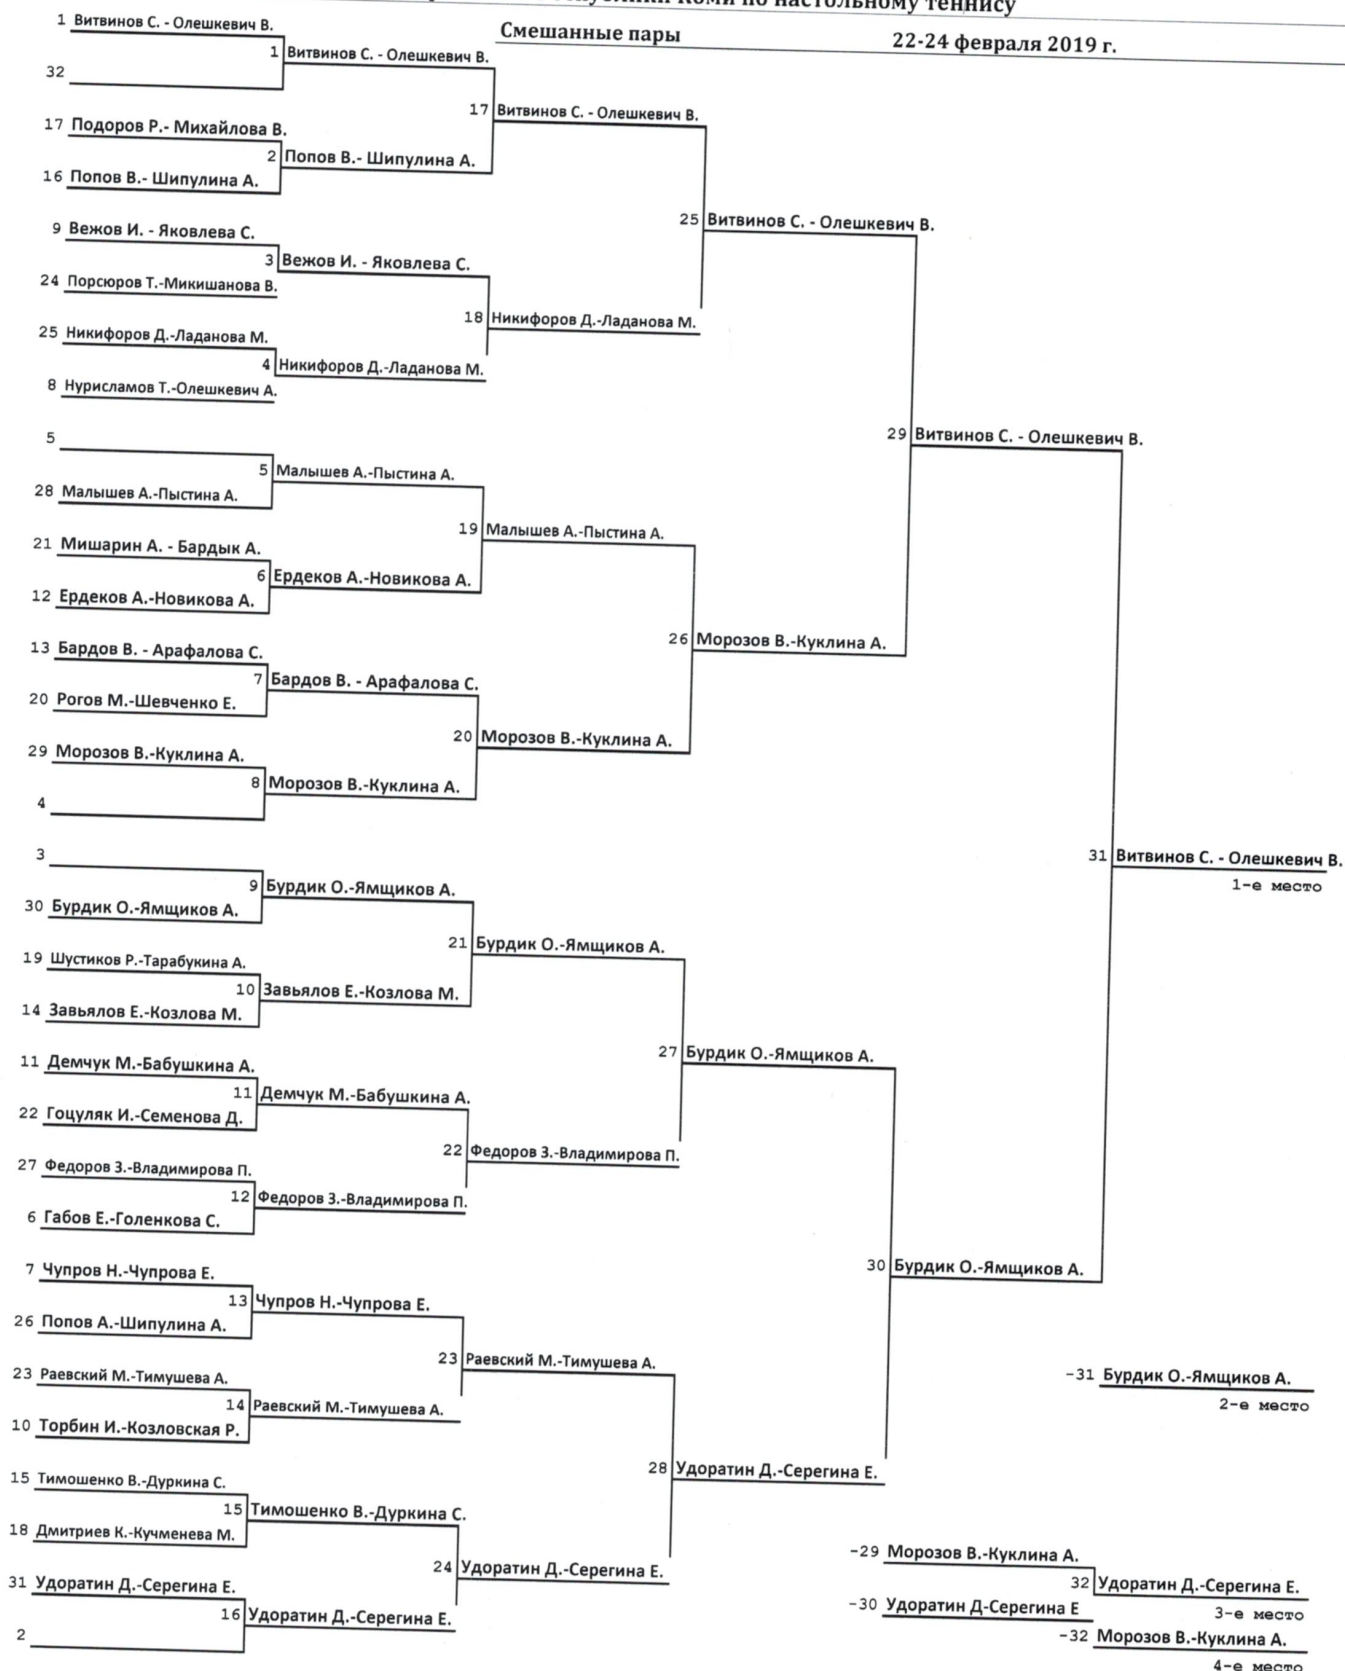 Республики Коми по настольному теннису
Смешанные пары 22-24 февраля 2019 г.
1 Витвинов С. - Олешкевич В.
1 Витвинов С. - Олешкевич В.
32
17 Витвинов С. - Олешкевич В.
17 Подоров Р.- Михайлова В.
2 Попов В.- Шипулина А.
16 Попов В.- Шипулина А.
25 Витвинов С. - Олешкевич В.
9 Вежов И. - Яковлева С.
3 Вежов И. - Яковлева С.
24 Порсюров Т.-Микишанова В.
18 Никифоров Д.-Ладанова М.
25 Никифоров Д.-Ладанова М.
4 Никифоров Д.-Ладанова М.
8 Нурисламов Т.-Олешкевич А.
29 Витвинов С. - Олешкевич В.
5
5 Малышев А.-Пыстина А.
28 Малышев А.-Пыстина А.
19 Малышев А.-Пыстина А.
21 Мишарин А. - Бардык А.
6 Ердеков А.-Новикова А.
12 Ердеков А.-Новикова А.
26 Морозов В.-Куклина А.
13 Бардов В. - Арафалова С.
7 Бардов В. - Арафалова С.
20 Рогов М.-Шевченко Е.
20 Морозов В.-Куклина А.
29 Морозов В.-Куклина А.
8 Морозов В.-Куклина А.
4
31 Витвинов С. - Олешкевич В.
1-е место
3
9 Бурдик О.-Ямщиков А.
30 Бурдик О.-Ямщиков А.
21 Бурдик О.-Ямщиков А.
19 Шустиков Р.-Тарабукина А.
10 Завьялов Е.-Козлова М.
14 Завьялов Е.-Козлова М.
27 Бурдик О.-Ямщиков А.
11 Демчук М.-Бабушкина А.
11 Демчук М.-Бабушкина А.
22 Гоцуляк И.-Семенова Д.
22 Федоров З.-Владимирова П.
27 Федоров З.-Владимирова П.
12 Федоров З.-Владимирова П.
6 Габов Е.-Голенкова С.
30 Бурдик О.-Ямщиков А.
7 Чупров Н.-Чупрова Е.
13 Чупров Н.-Чупрова Е.
26 Попов А.-Шипулина А.
23 Раевский М.-Тимушева А.
23 Раевский М.-Тимушева А.
14 Раевский М.-Тимушева А.
10 Торбин И.-Козловская Р.
-31 Бурдик О.-Ямщиков А.
2-е место
28 Удоратин Д.-Серегина Е.
15 Тимошенко В.-Дуркина С.
15 Тимошенко В.-Дуркина С.
18 Дмитриев К.-Кучменева М.
24 Удоратин Д.-Серегина Е.
31 Удоратин Д.-Серегина Е.
16 Удоратин Д.-Серегина Е.
2
-29 Морозов В.-Куклина А.
32 Удоратин Д.-Серегина Е.
-30 Удоратин Д-Серегина Е
3-е место
-32 Морозов В.-Куклина А.
4-е место